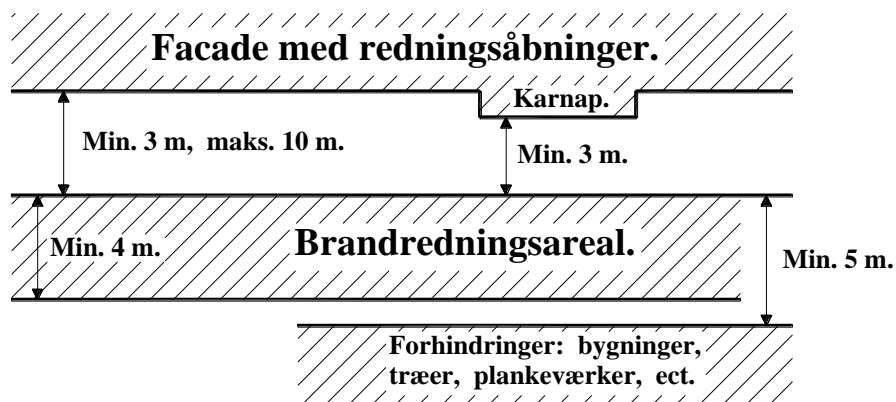 Facade med redningsåbninger.
Karnap.
Min. 3 m, maks. 10 m.
Min. 3 m.
Min. 4 m.
Brandredningsareal.
Min. 5 m.
Forhindringer: bygninger,
træer, plankeværker, ect.